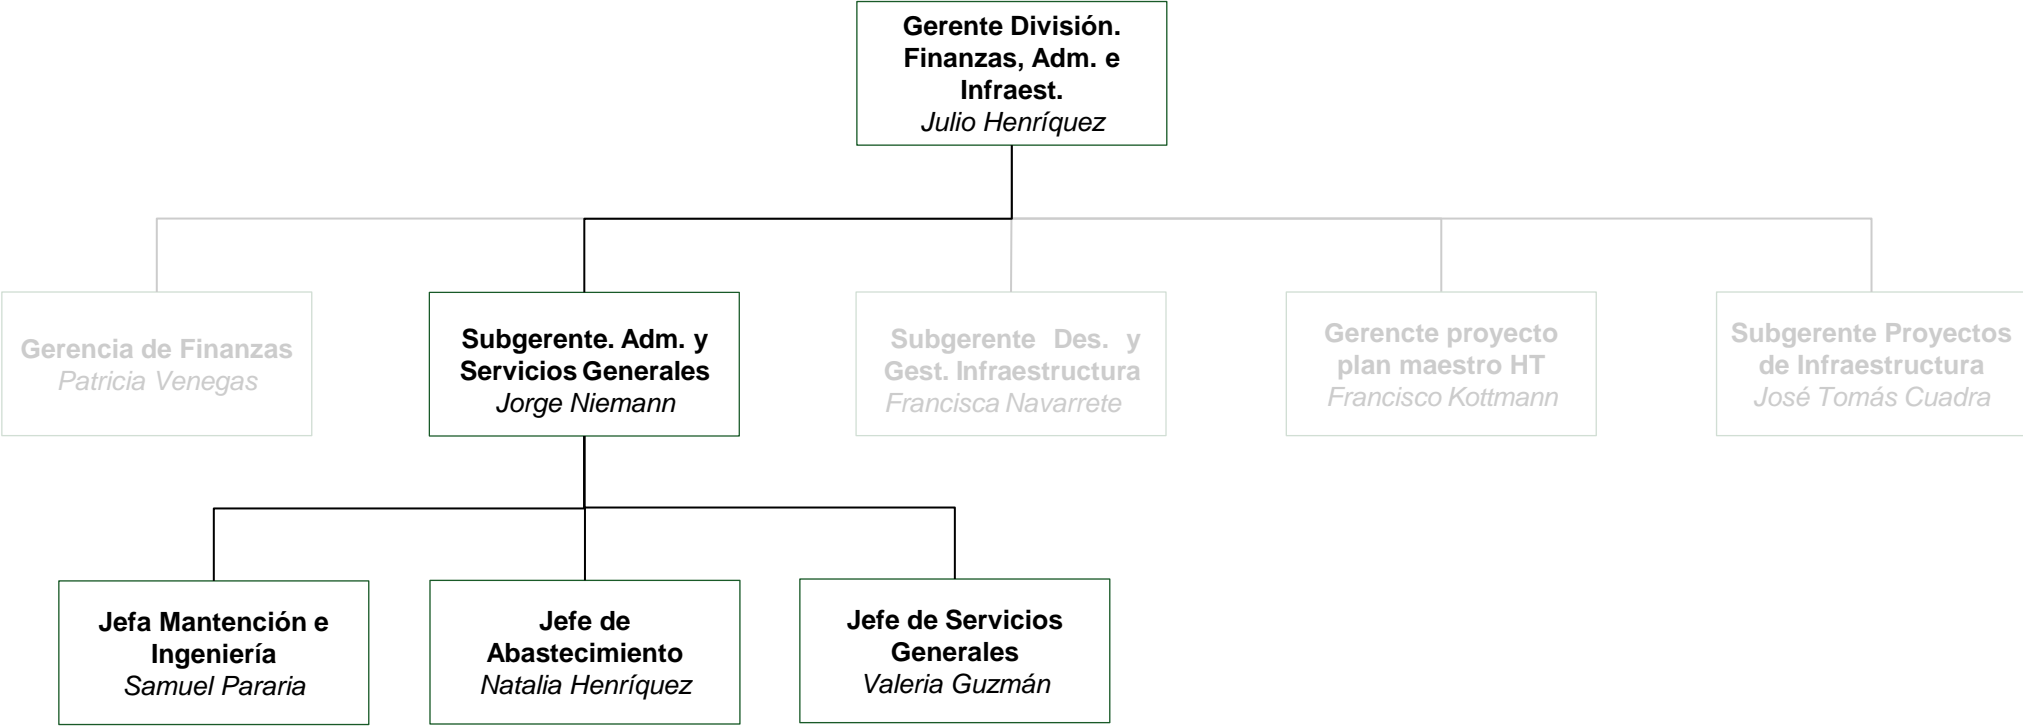 Gerente División.
Finanzas, Adm. e
Infraest.
Julio Henríquez
Gerencia de Finanzas
Patricia Venegas
Subgerente. Adm. y
Servicios Generales
Jorge Niemann
Subgerente Des. y
Gest. Infraestructura
Francisca Navarrete
Gerencte proyecto
plan maestro HT
Francisco Kottmann
Subgerente Proyectos
de Infraestructura
José Tomás Cuadra
Jefa Mantención e
Ingeniería
Samuel Pararia
Jefe de
Abastecimiento
Natalia Henríquez
Jefe de Servicios
Generales
Valeria Guzmán